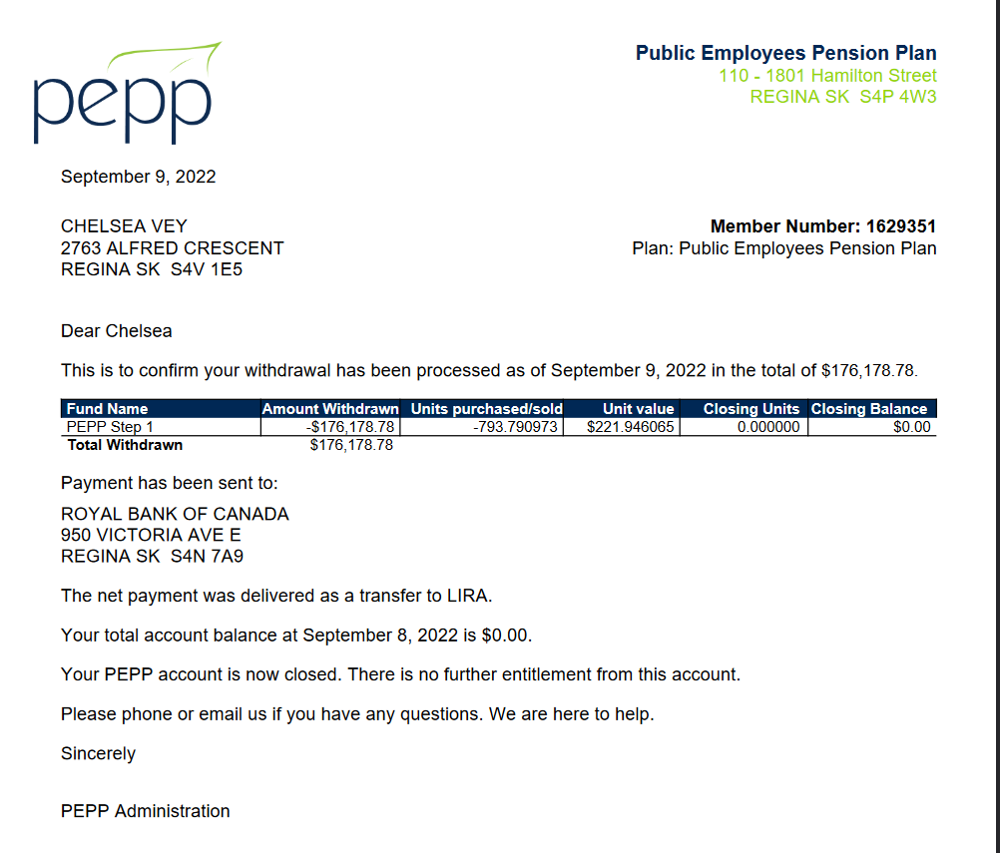 pepp
Public Employees Pension Plan
110 - 1801 Hamilton Street
REGINA SK  S4P 4W3
September 9, 2022
CHELSEA VEY
2763 ALFRED CRESCENT
REGINA SK  S4V 1E5
Member Number: 1629351
Plan: Public Employees Pension Plan
Dear Chelsea
This is to confirm your withdrawal has been processed as of September 9, 2022 in the total of $176,178.78.
Fund Name Amount Withdrawn Units purchased/sold Unit value Closing Units Closing Balance
PEPP Step 1 -$176,178.78 -793.790973 $221.946065 0.000000 $0.00
Total Withdrawn $176,178.78
Payment has been sent to:
ROYAL BANK OF CANADA
950 VICTORIA AVE E
REGINA SK  S4N 7A9
The net payment was delivered as a transfer to LIRA.
Your total account balance at September 8, 2022 is $0.00.
Your PEPP account is now closed. There is no further entitlement from this account.
Please phone or email us if you have any questions. We are here to help.
Sincerely
PEPP Administration